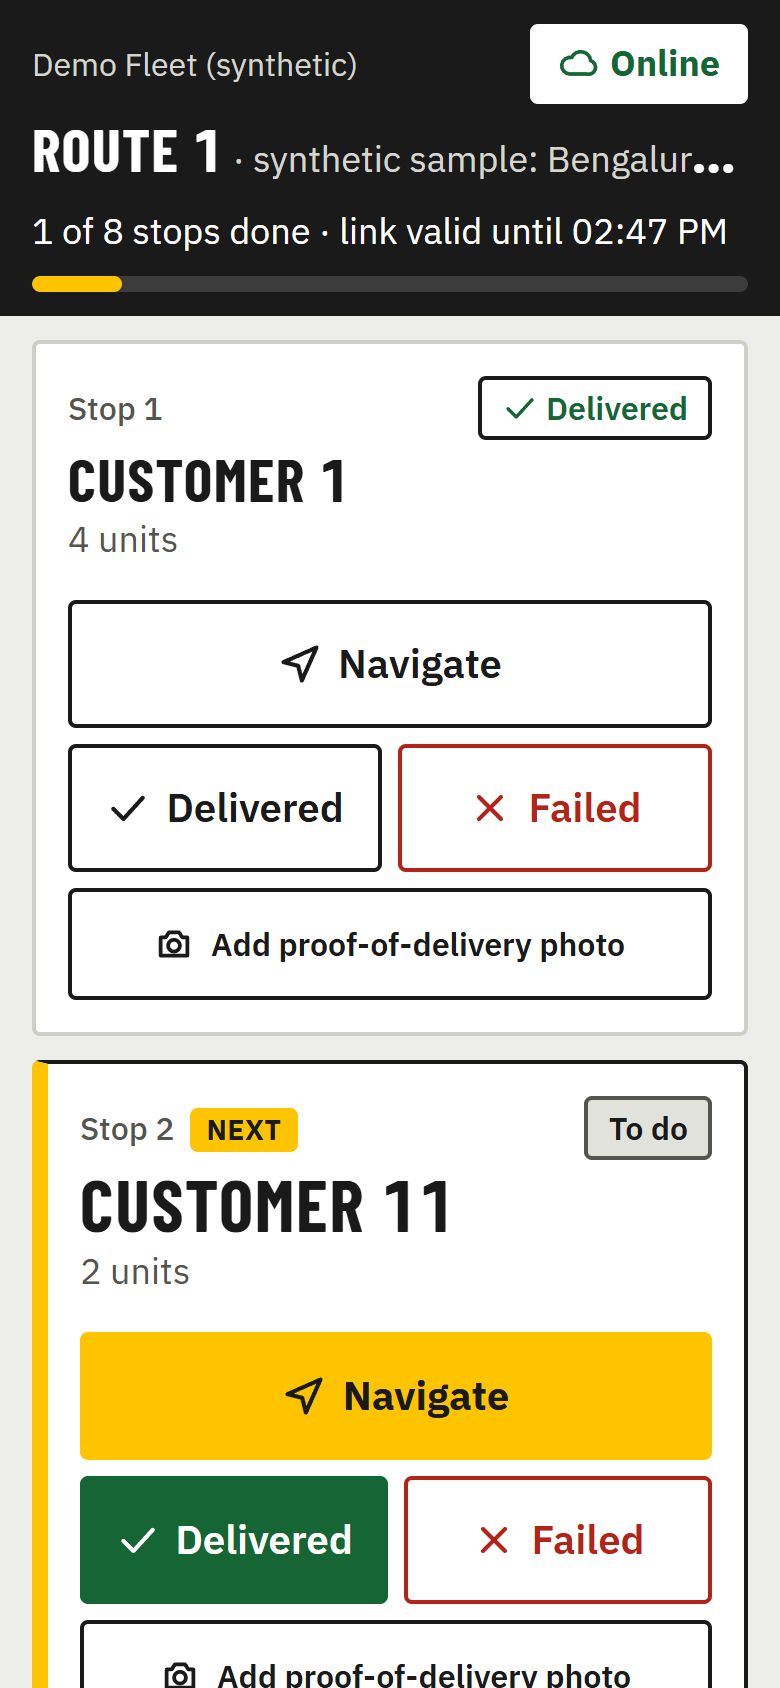 Demo Fleet (synthetic)
Online
ROUTE 1 · synthetic sample: Bengalur...
1 of 8 stops done · link valid until 02:47 PM
Stop 1
Delivered
CUSTOMER 1
4 units
Navigate
Delivered
Failed
Add proof-of-delivery photo
Stop 2 NEXT
To do
CUSTOMER 11
2 units
Navigate
Delivered
Failed
Add proof-of-delivery photo